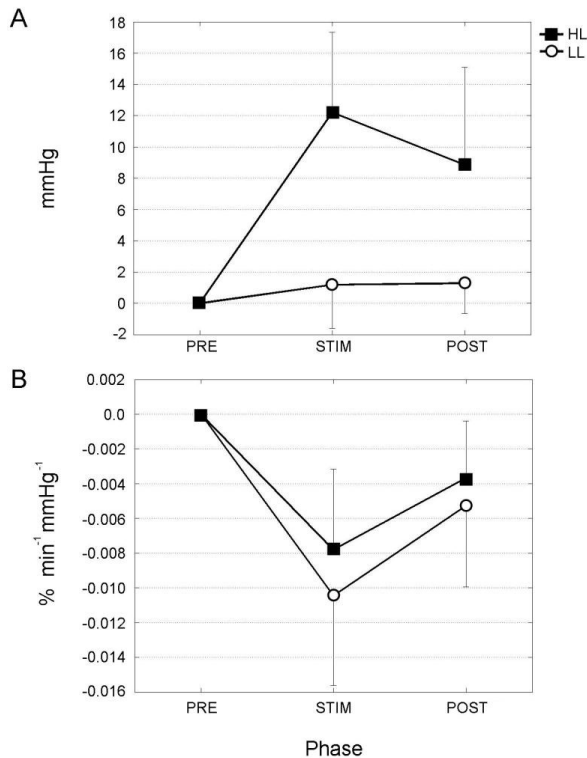 A
HL
LL
mmHg
18
16
14
12
10
8
6
4
2
0
-2
PRE STIM POST
B
% min⁻¹ mmHg⁻¹
0.002
0.0
-0.002
-0.004
-0.006
-0.008
-0.010
-0.012
-0.014
-0.016
PRE STIM POST
Phase